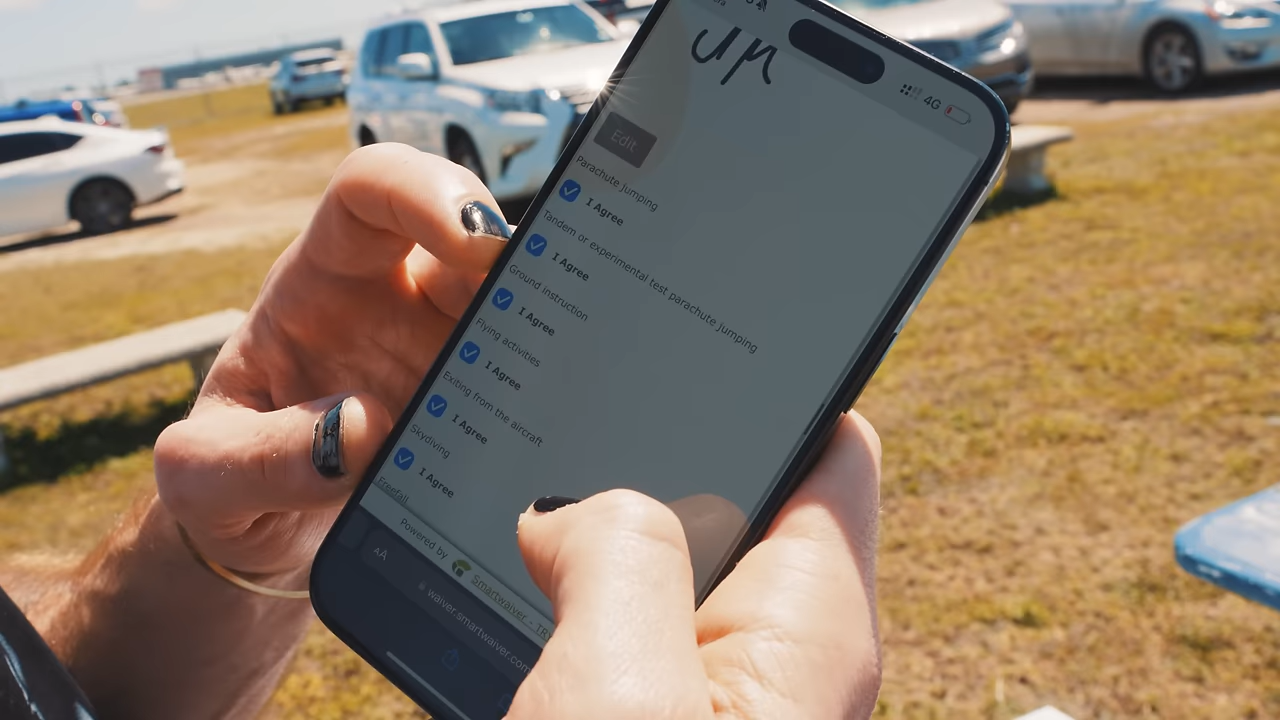 4G
Edit
Parachute Jumping
I Agree
Tandem or experimental test parachute jumping
I Agree
Ground instruction
I Agree
Flying activities
I Agree
Exiting from the aircraft
I Agree
Skydiving
I Agree
Freefall
Powered by Smartwaiver - TR
AA
waiver.smartwaiver.com